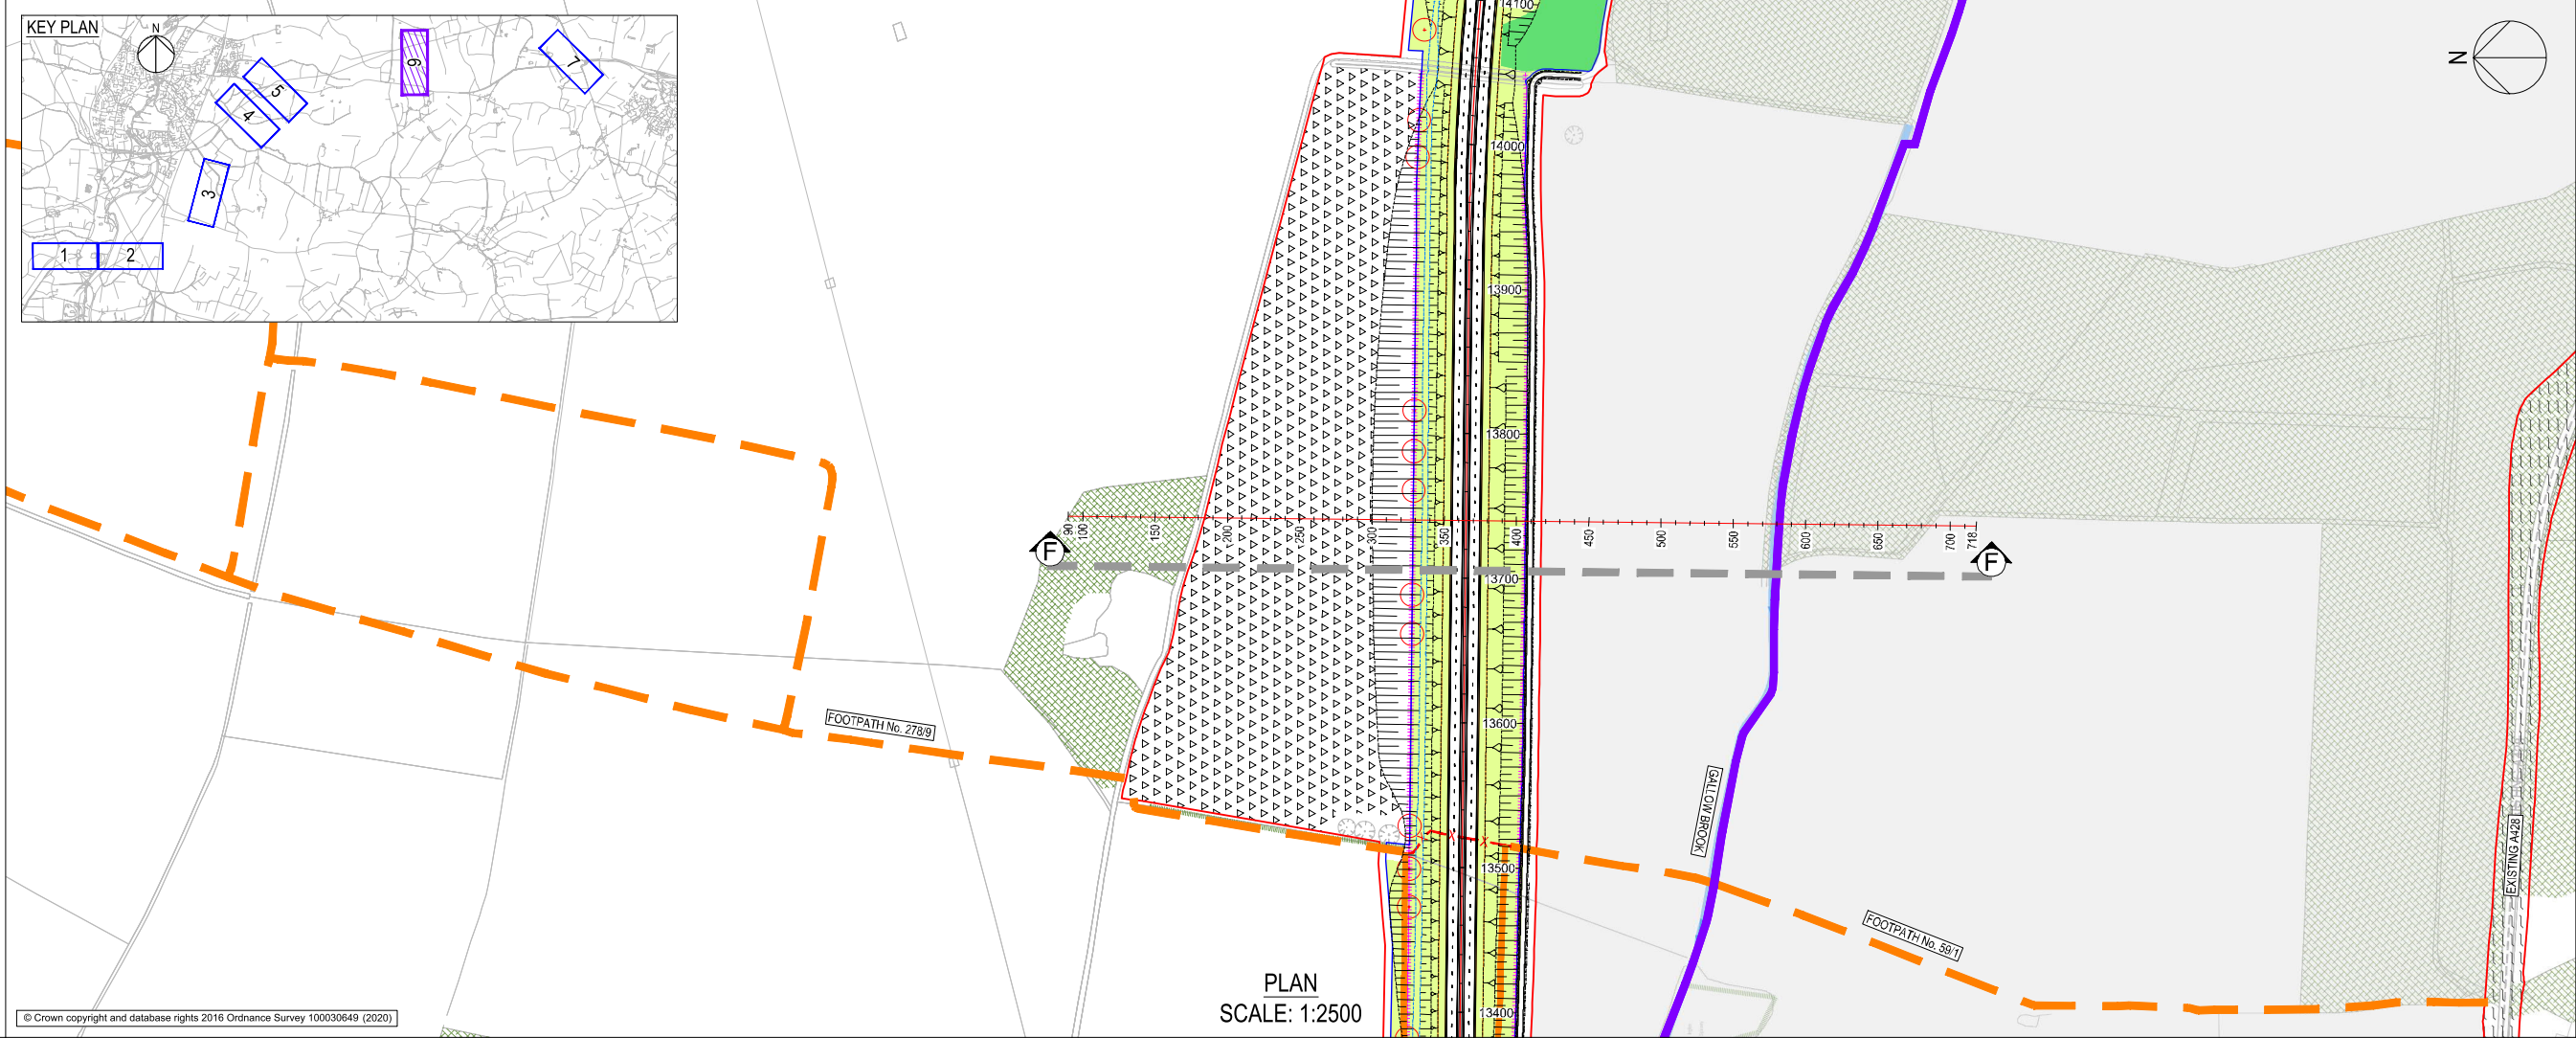 KEY PLAN
N
1
2
3
4
5
6
7
N
14100
14000
13900
13800
13700
13600
13500
13400
F
90
100
150
200
250
300
350
400
450
500
550
600
650
700
718
F
FOOTPATH No. 278/9
GALLOW BROOK
EXISTING A428
FOOTPATH No. 59/1
PLAN
SCALE: 1:2500
© Crown copyright and database rights 2016 Ordnance Survey 100030649 (2020)